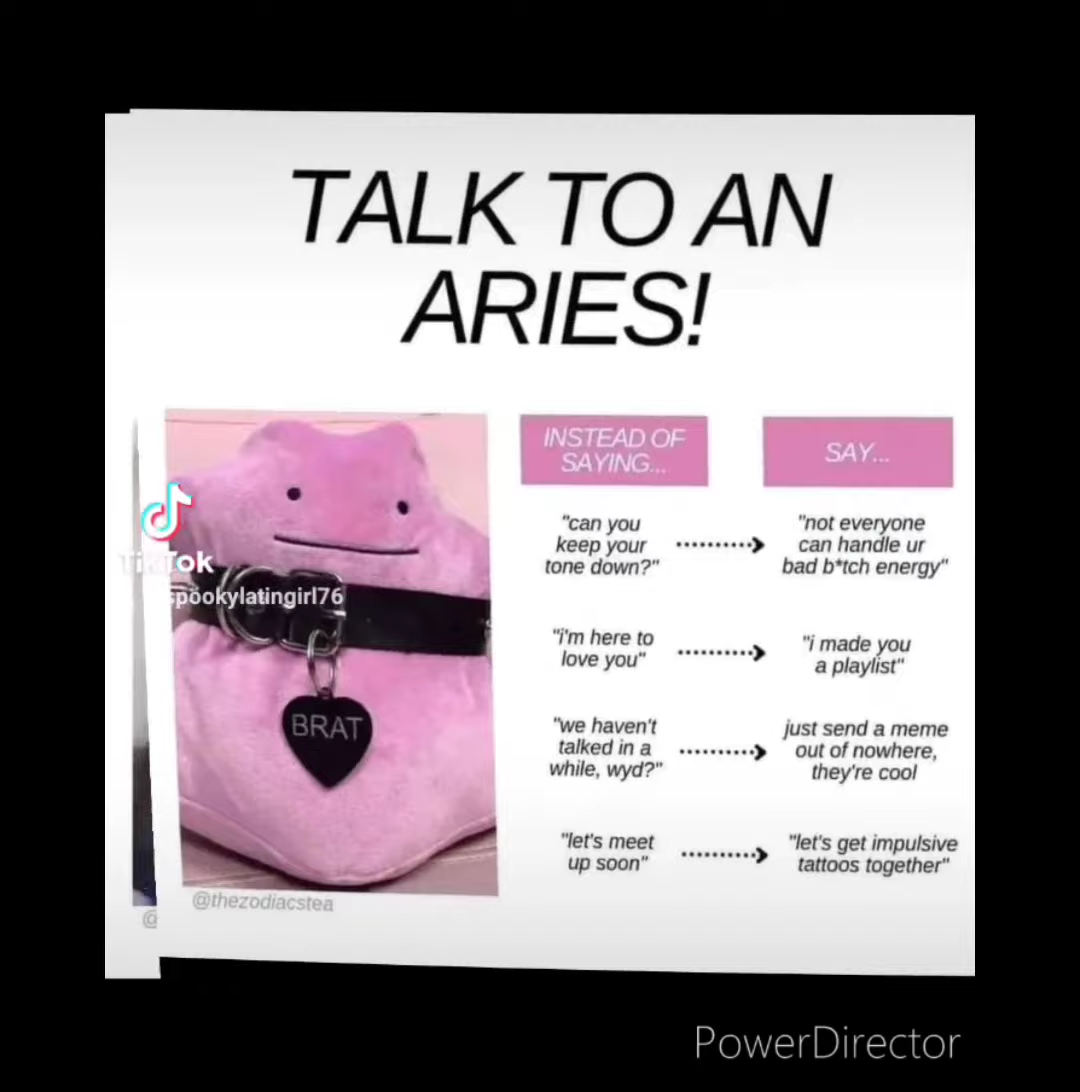 TALK TO AN
ARIES!
INSTEAD OF
SAYING...
SAY...
"can you
keep your
tone down?"
"not everyone
can handle ur
bad b*tch energy"
"i'm here to
love you"
"i made you
a playlist"
"we haven't
talked in a
while, wyd?"
just send a meme
out of nowhere,
they're cool
"let's meet
up soon"
"let's get impulsive
tattoos together"
TikTok
spookylatingirl76
BRAT
@thezodiacstea
@
PowerDirector